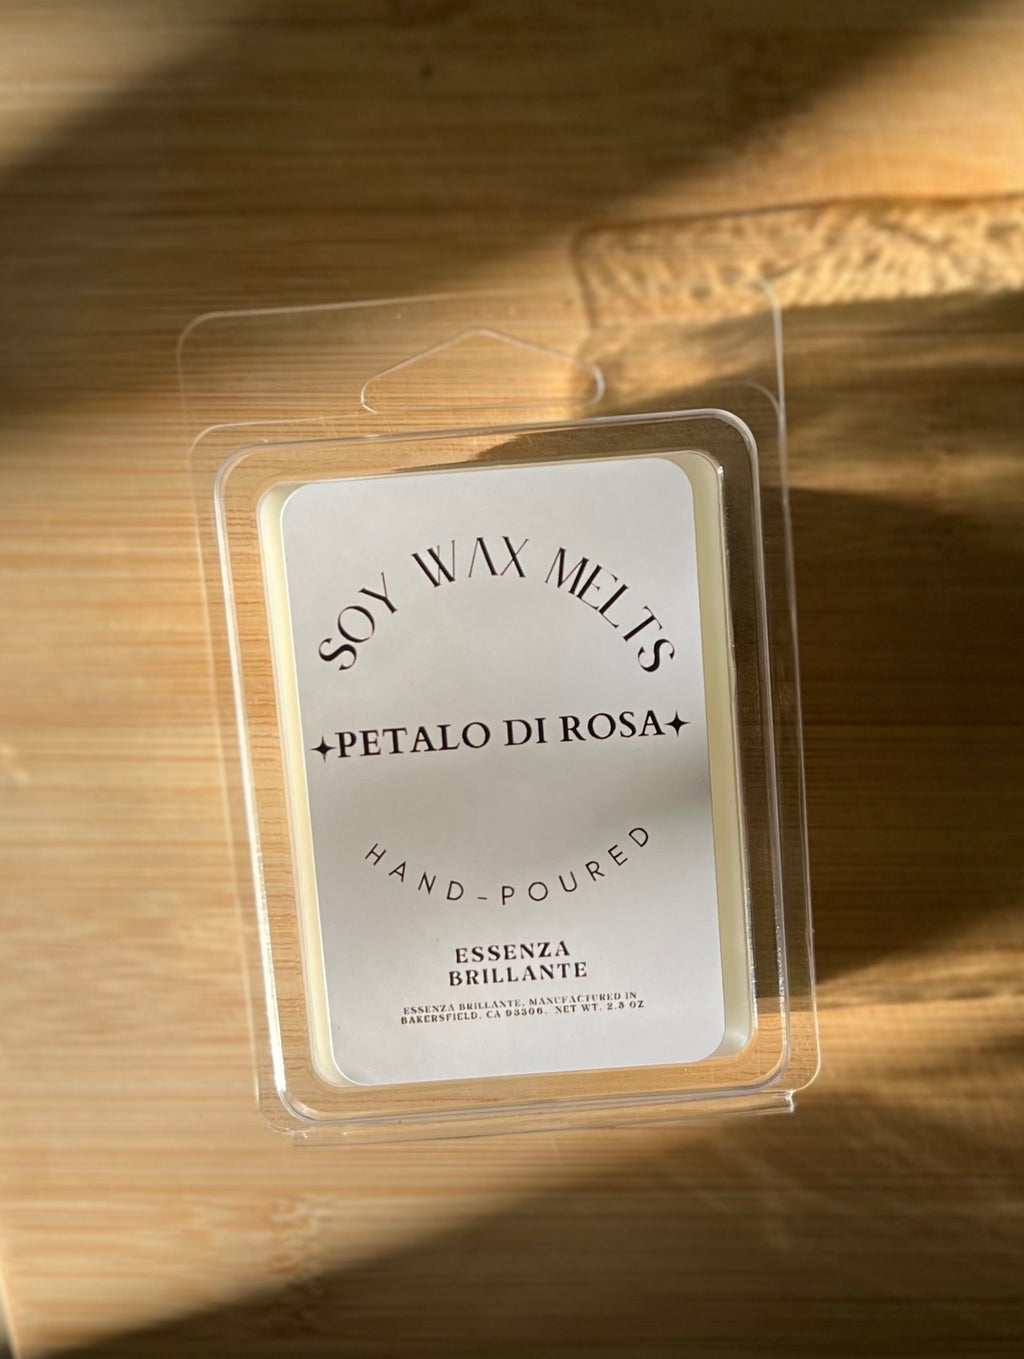 SOY WAX MELTS
✦PETALO DI ROSA✦
HAND-POURED
ESSENZA
BRILLANTE
ESSENZA BRILLANTE, MANUFACTURED IN
BAKERSFIELD, CA 93306. NET WT. 2.5 OZ